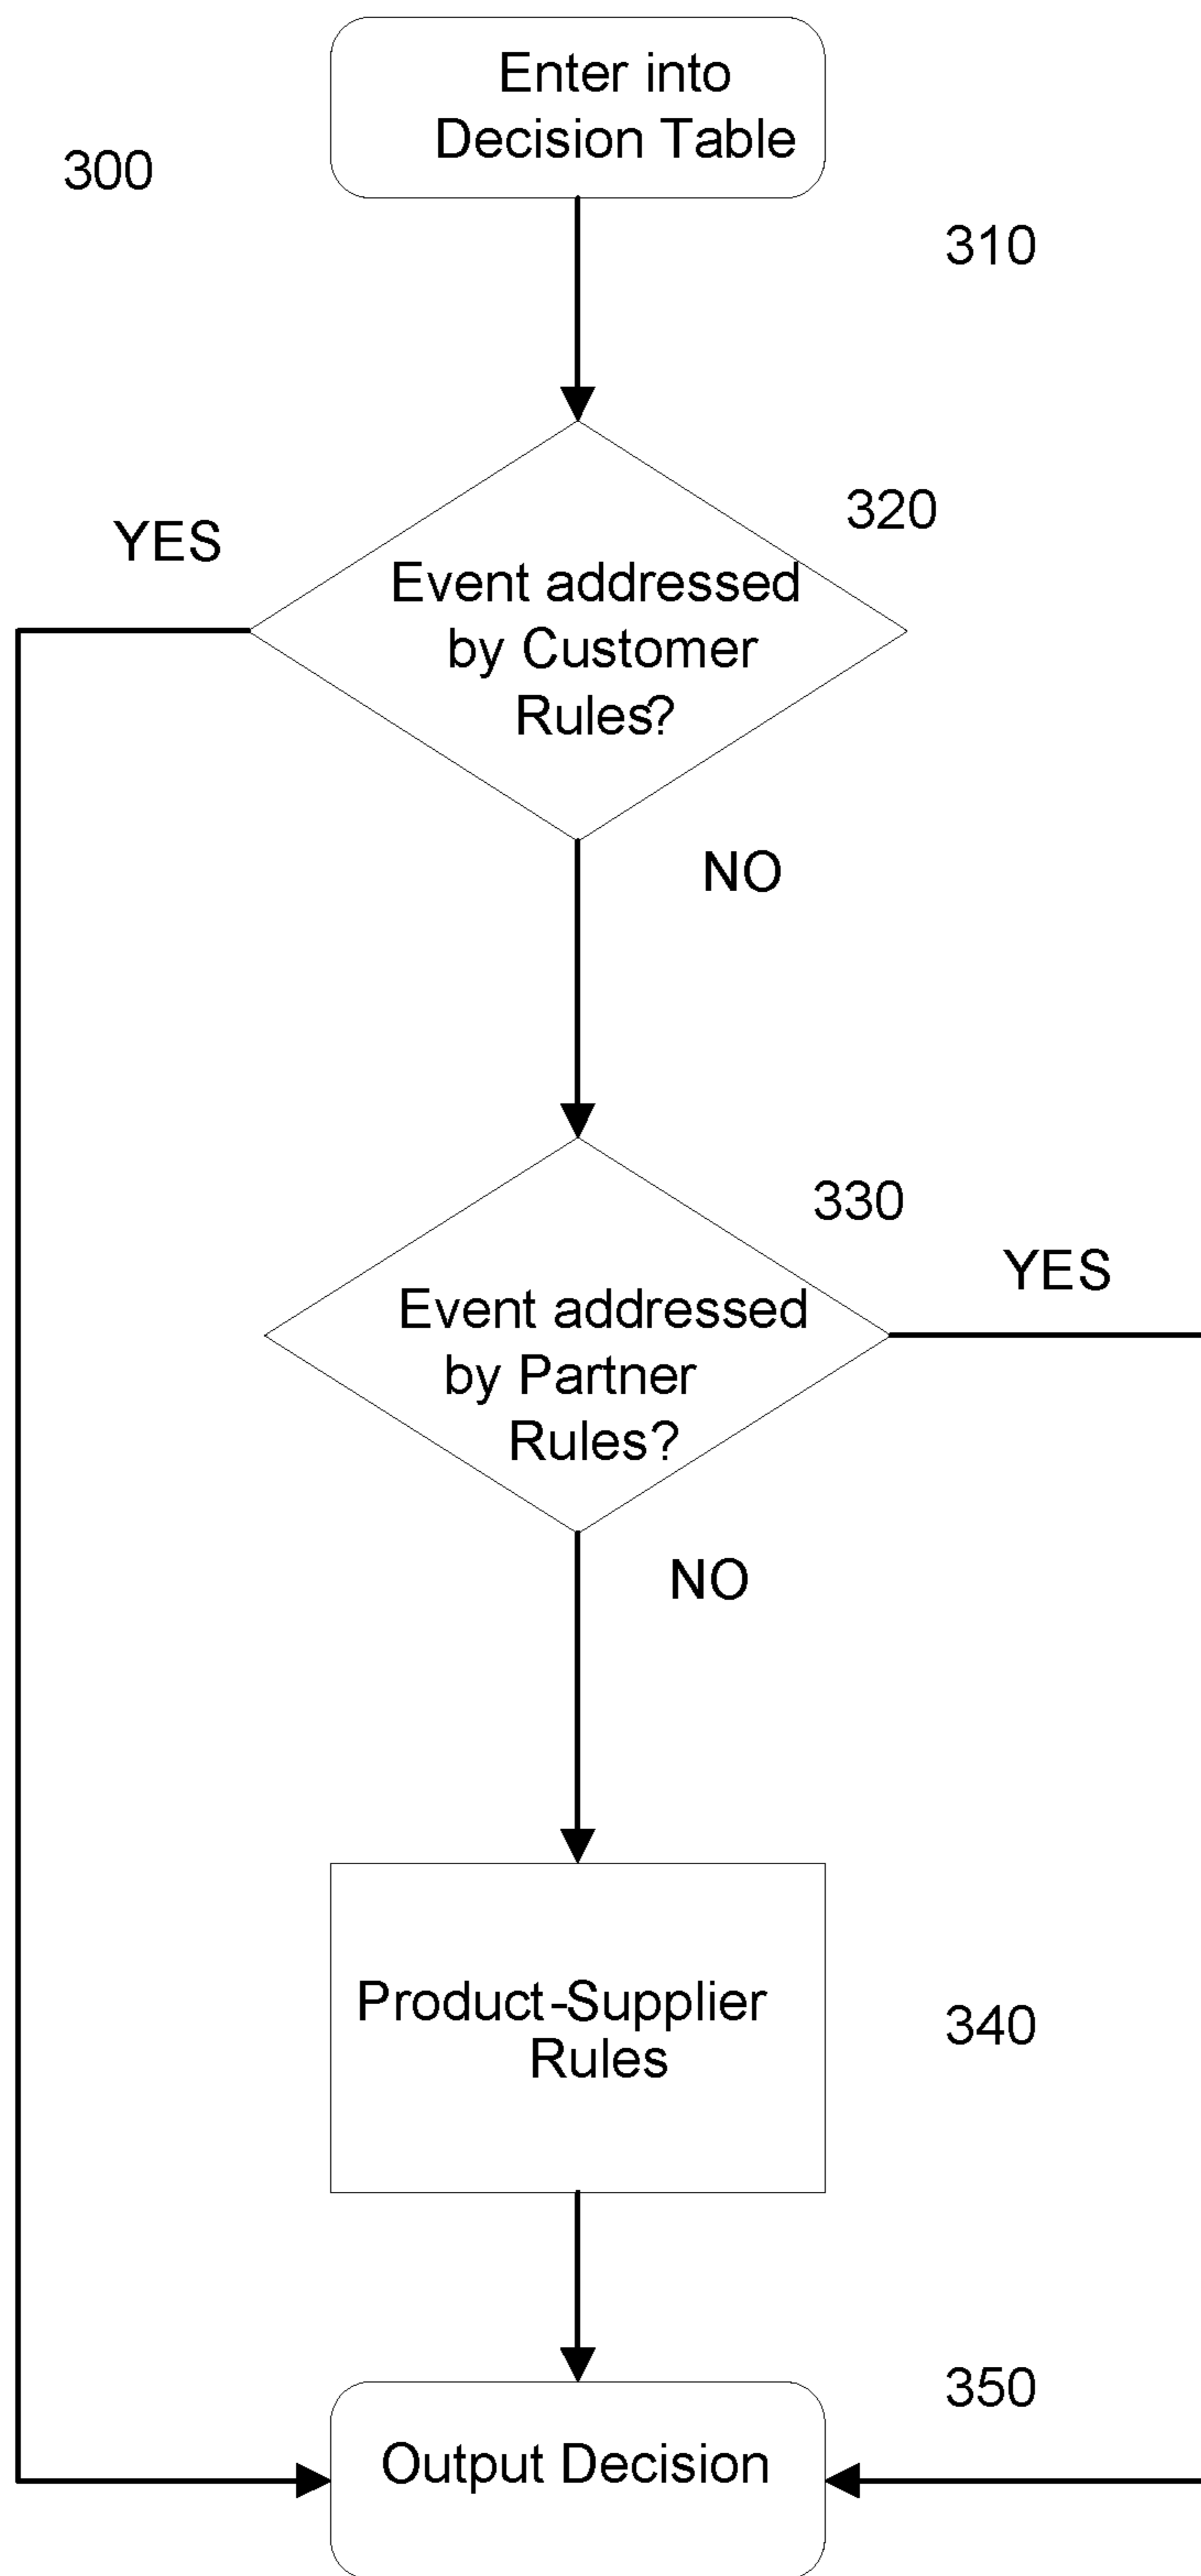 Enter into
Decision Table
300
310
320
YES
Event addressed
by Customer
Rules?
NO
330
YES
Event addressed
by Partner
Rules?
NO
Product-Supplier
Rules
340
350
Output Decision